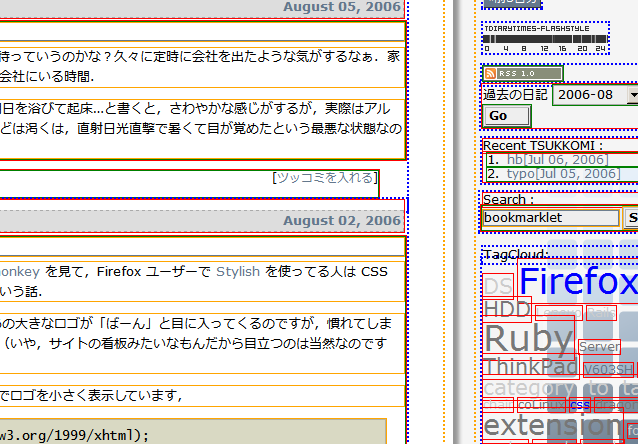 August 05, 2006
待っていうのかな？久々に定時に会社を出たような気がするなぁ．家
会社にいる時間．
朝日を浴びて起床...と書くと，さわやかな感じがするが，実際はアル
どは渇くは，直射日光直撃で暑くて目が覚めたという最悪な状態なの
[ツッコミを入れる]
August 02, 2006
onkey を見て，Firefox ユーザーで Stylish を使ってる人は CSS
いう話．
の大きなロゴが「ばーん」と目に入ってくるのですが，慣れてしま
（いや，サイトの看板みたいなもんだから目立つのは当然なのです
でロゴを小さく表示しています，
w3.org/1999/xhtml);
TDIARYTIMES-FLASHSTYLE
0 4 8 12 16 20 24
RSS 1.0
過去の日記 2006-08
Go
Recent TSUKKOMI :
1. hb[Jul 06, 2006]
2. typo[Jul 05, 2006]
Search :
bookmarklet S
TagCloud:
DS Firefox
HDD
Ruby Server
ThinkPad V603SH
category to ta
coLinux css
extension